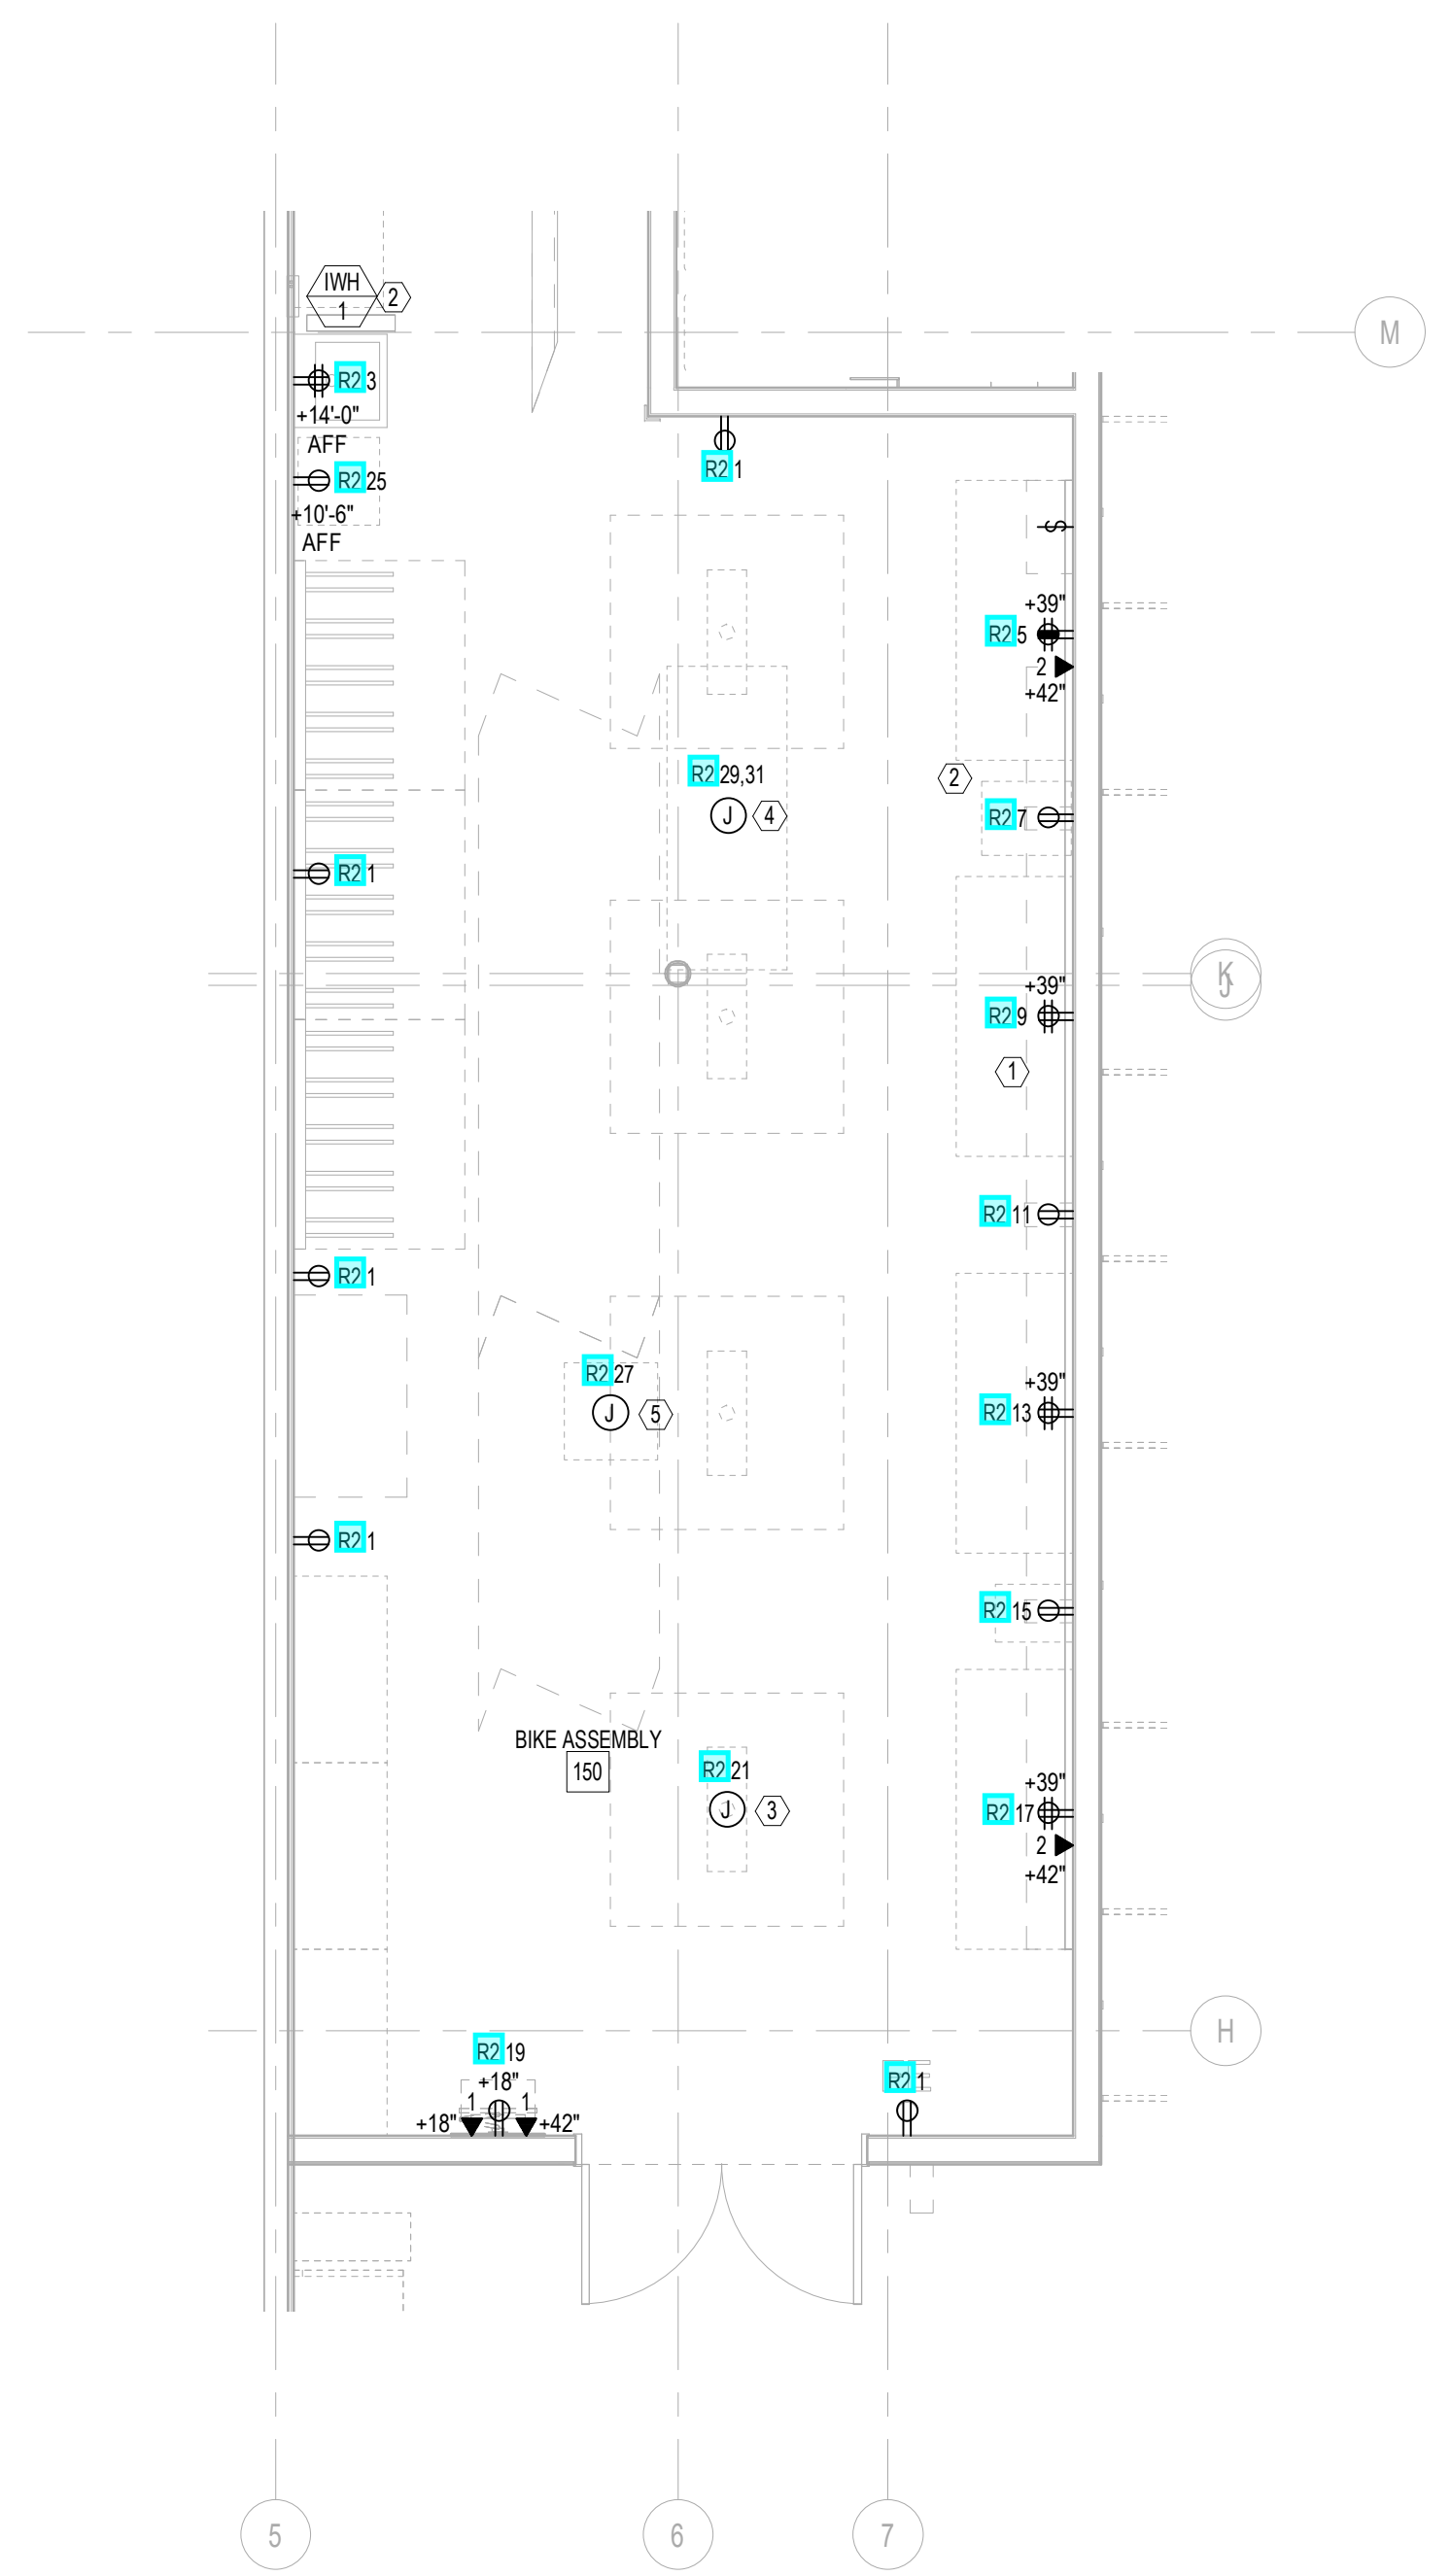 IWH
1
2
M
R2 3
+14'-0"
AFF
R2 1
R2 25
+10'-6"
AFF
S
+39"
R2 5
2
+42"
R2 29,31
J
4
2
R2 7
R2 1
K
J
+39"
R2 9
1
R2 11
R2 1
R2 27
J
5
+39"
R2 13
R2 1
R2 15
BIKE ASSEMBLY
150
R2 21
J
3
+39"
R2 17
2
+42"
H
R2 19
+18"
1
1
+18"
+42"
R2 1
5
6
7